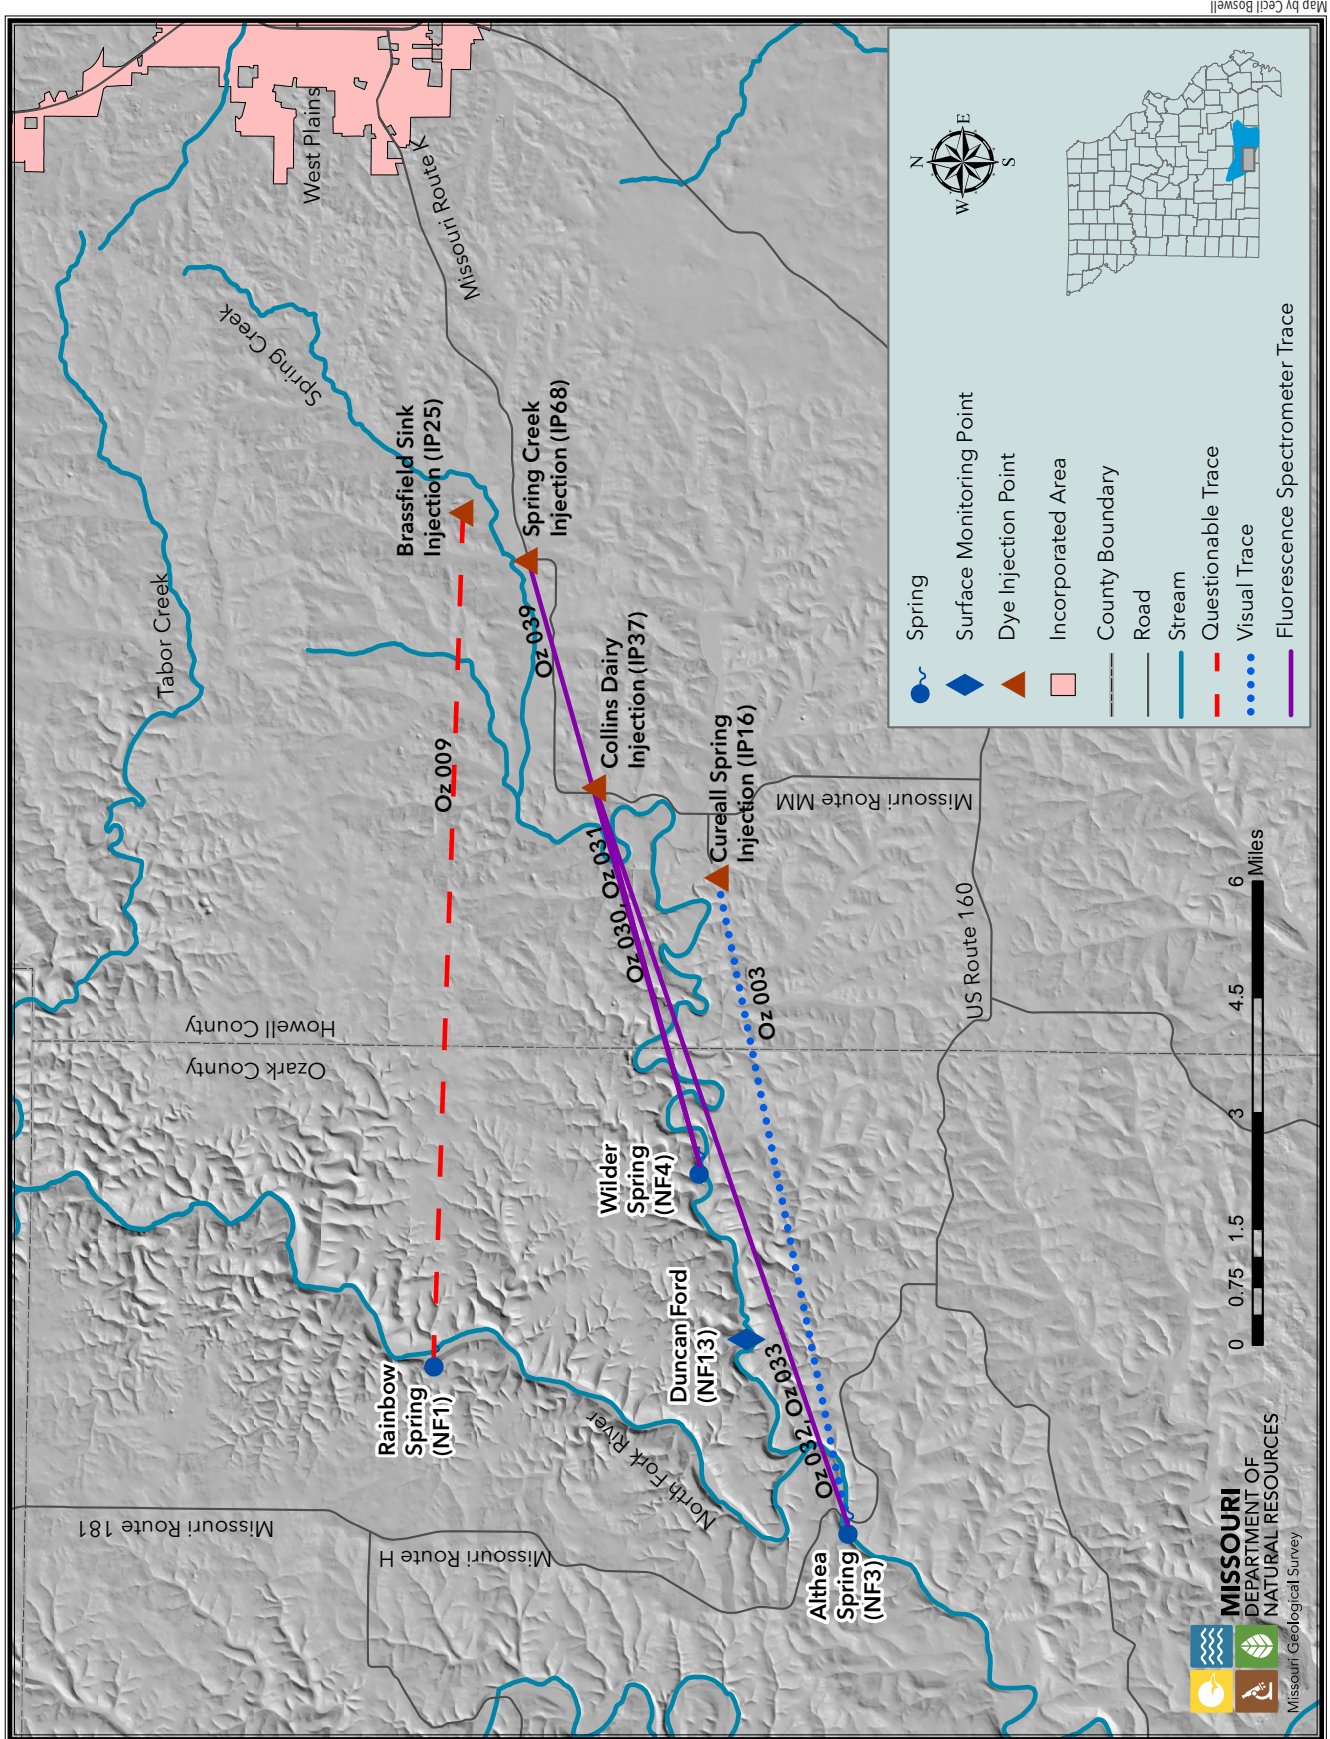 Map by Cecil Boswell
West Plains
Missouri Route K
Spring Creek
Tabor Creek
Brassfield Sink
Injection (IP25)
Spring Creek
Injection (IP68)
Oz 039
Collins Dairy
Injection (IP37)
Oz 009
Cureall Spring
Injection (IP16)
Missouri Route MM
Oz 030, Oz 031
Oz 003
US Route 160
Howell County
Ozark County
Wilder
Spring
(NF4)
Duncan Ford
(NF13)
Rainbow
Spring
(NF1)
North Fork River
Oz 032, Oz 033
Althea
Spring
(NF3)
Missouri Route 181
Missouri Route H
N
E
S
W
Spring
Surface Monitoring Point
Dye Injection Point
Incorporated Area
County Boundary
Road
Stream
Questionable Trace
Visual Trace
Fluorescence Spectrometer Trace
0 0.75 1.5 3 4.5 6
Miles
MISSOURI
DEPARTMENT OF
NATURAL RESOURCES
Missouri Geological Survey